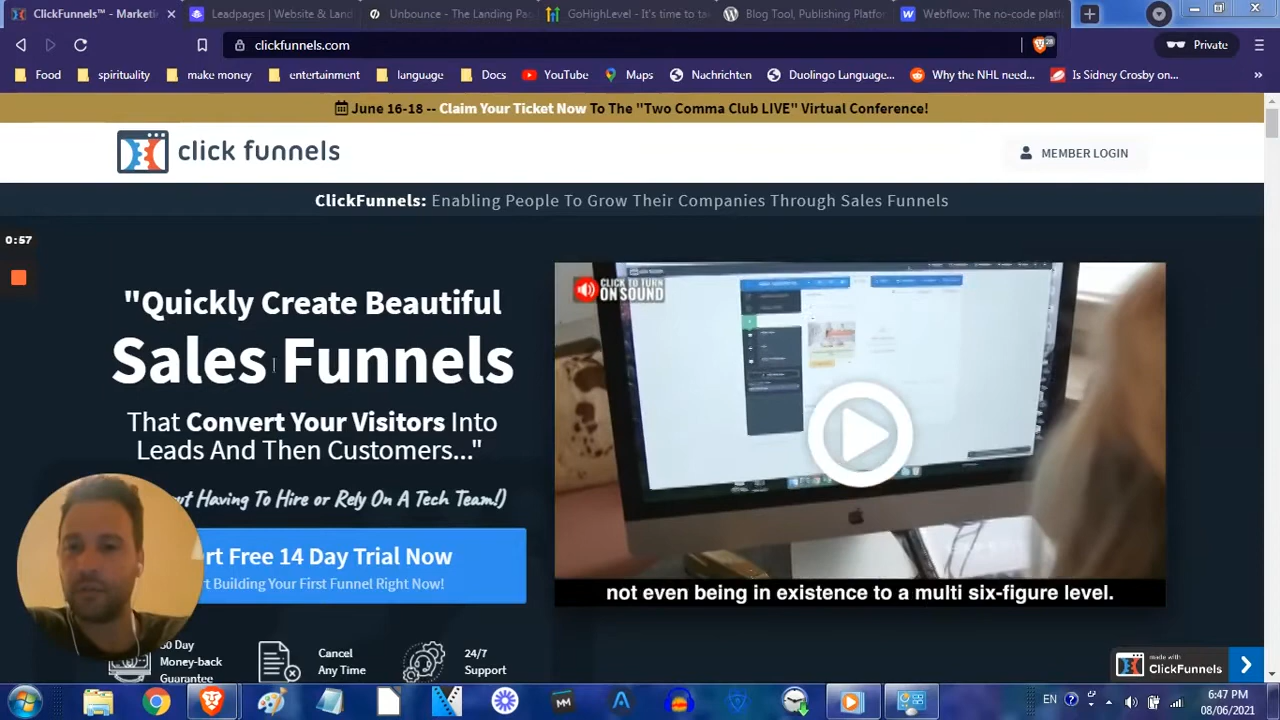 ClickFunnels™ - Marketi
Leadpages | Website & Land
Unbounce - The Landing Pa
GoHighLevel - It's time to ta
Blog Tool, Publishing Platfor
Webflow: The no-code platf
clickfunnels.com
28
Private
Food
spirituality
make money
entertainment
language
Docs
YouTube
Maps
Nachrichten
Duolingo Language...
Why the NHL need...
Is Sidney Crosby on...
»
June 16-18 -- Claim Your Ticket Now To The "Two Comma Club LIVE" Virtual Conference!
click funnels
MEMBER LOGIN
ClickFunnels: Enabling People To Grow Their Companies Through Sales Funnels
0:57
"Quickly Create Beautiful
Sales Funnels
That Convert Your Visitors Into
Leads And Then Customers..."
Having To Hire or Rely On A Tech Team!)
rt Free 14 Day Trial Now
rt Building Your First Funnel Right Now!
CLICK TO TURN
ON SOUND
not even being in existence to a multi six-figure level.
Day
Money-back
Guarantee
Cancel
Any Time
24/7
Support
made with
ClickFunnels
EN
6:47 PM
08/06/2021